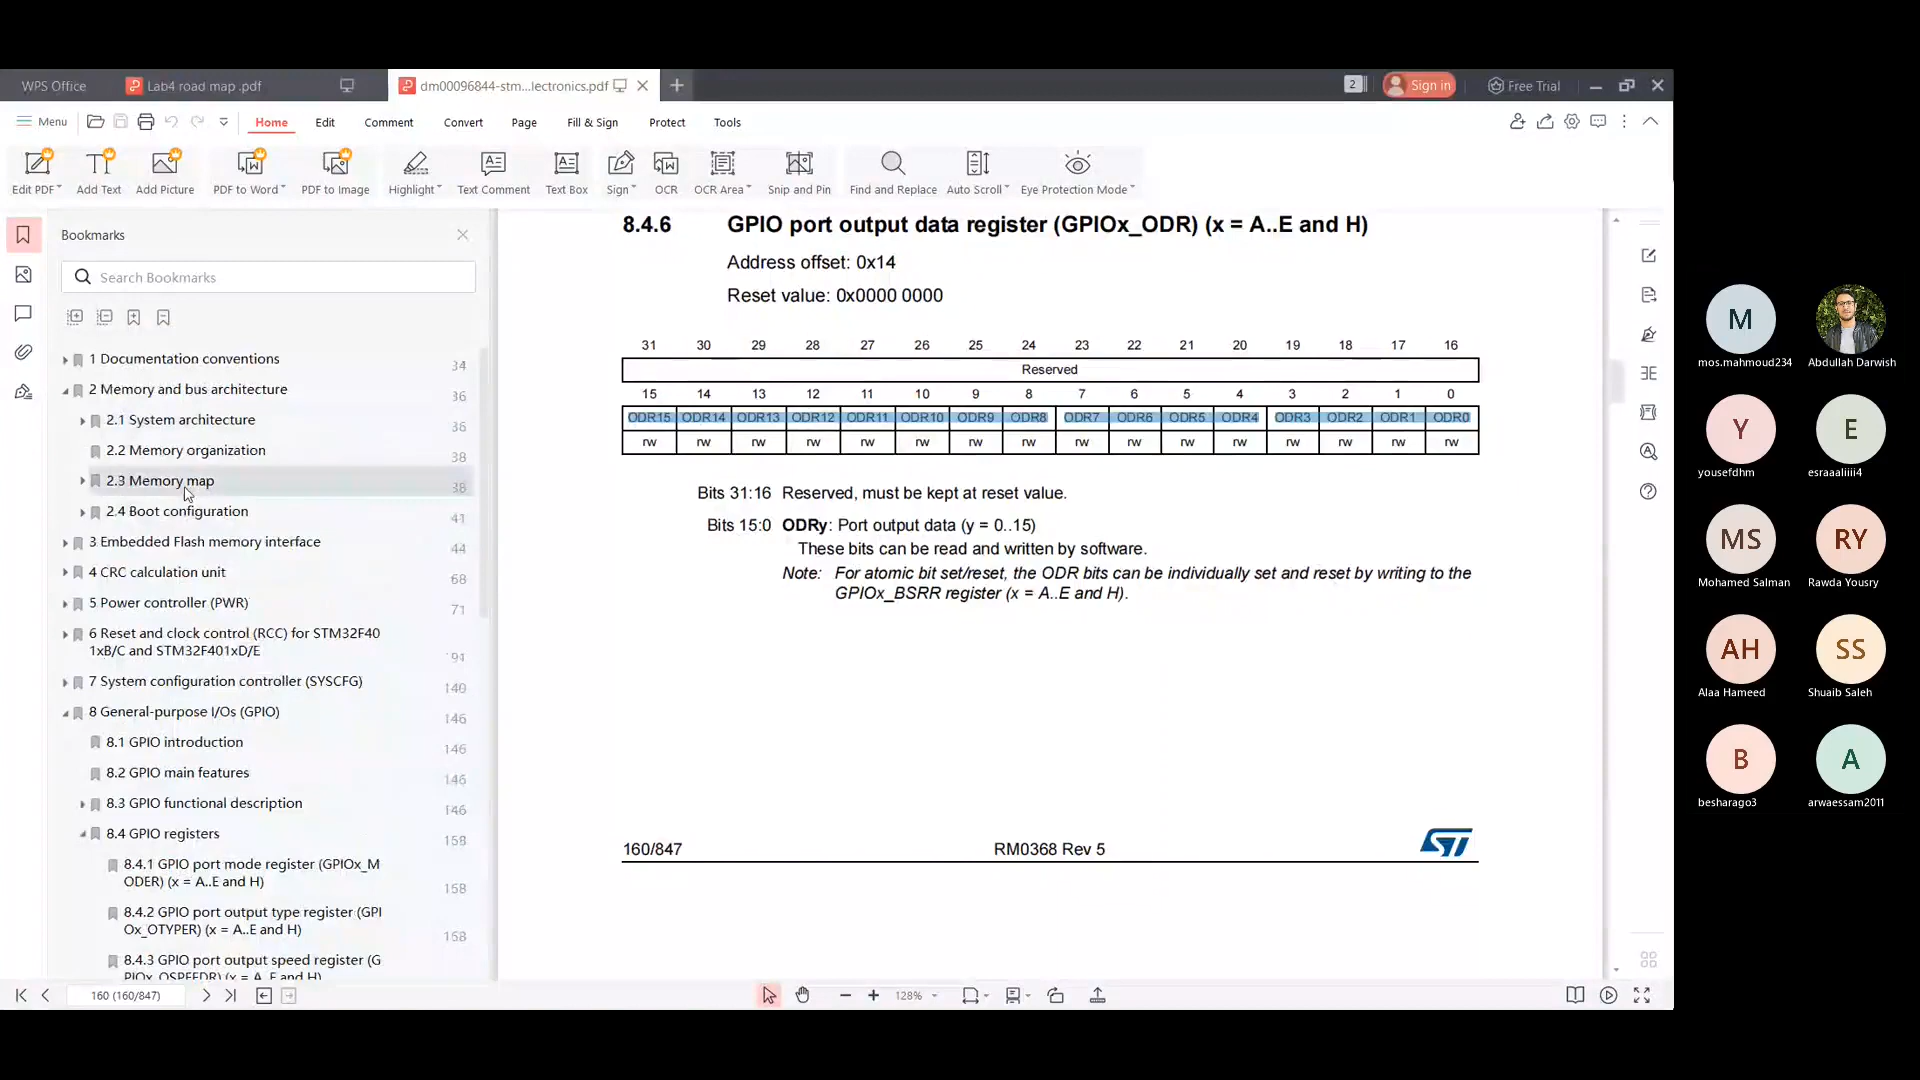 WPS Office
Lab4 road map .pdf
dm00096844-stm...lectronics.pdf
2
Sign in
Free Trial
Menu
Home
Edit
Comment
Convert
Page
Fill & Sign
Protect
Tools
Edit PDF
Add Text
Add Picture
PDF to Word
PDF to Image
Highlight
Text Comment
Text Box
Sign
OCR
OCR Area
Snip and Pin
Find and Replace
Auto Scroll
Eye Protection Mode
Bookmarks
Search Bookmarks
1 Documentation conventions 34
2 Memory and bus architecture 36
2.1 System architecture 36
2.2 Memory organization 38
2.3 Memory map 38
2.4 Boot configuration 41
3 Embedded Flash memory interface 44
4 CRC calculation unit 68
5 Power controller (PWR) 71
6 Reset and clock control (RCC) for STM32F40
1xB/C and STM32F401xD/E
7 System configuration controller (SYSCFG) 140
8 General-purpose I/Os (GPIO) 146
8.1 GPIO introduction 146
8.2 GPIO main features 146
8.3 GPIO functional description 146
8.4 GPIO registers 158
8.4.1 GPIO port mode register (GPIOx_M
ODER) (x = A..E and H) 158
8.4.2 GPIO port output type register (GPI
Ox_OTYPER) (x = A..E and H) 158
8.4.3 GPIO port output speed register (G
PIOx_OSPEEDR) (x = A..E and H)
8.4.6 GPIO port output data register (GPIOx_ODR) (x = A..E and H)
Address offset: 0x14
Reset value: 0x0000 0000
31 30 29 28 27 26 25 24 23 22 21 20 19 18 17 16
Reserved
15 14 13 12 11 10 9 8 7 6 5 4 3 2 1 0
ODR15 ODR14 ODR13 ODR12 ODR11 ODR10 ODR9 ODR8 ODR7 ODR6 ODR5 ODR4 ODR3 ODR2 ODR1 ODR0
rw rw rw rw rw rw rw rw rw rw rw rw rw rw rw rw
Bits 31:16 Reserved, must be kept at reset value.
Bits 15:0 ODRy: Port output data (y = 0..15)
These bits can be read and written by software.
Note: For atomic bit set/reset, the ODR bits can be individually set and reset by writing to the
GPIOx_BSRR register (x = A..E and H).
160/847 RM0368 Rev 5 ST
160 (160/847)
128%
M
mos.mahmoud234
Abdullah Darwish
Y
yousefdhm
E
esraaaliiii4
MS
Mohamed Salman
RY
Rawda Yousry
AH
Alaa Hameed
SS
Shuaib Saleh
B
besharago3
A
arwaessam2011